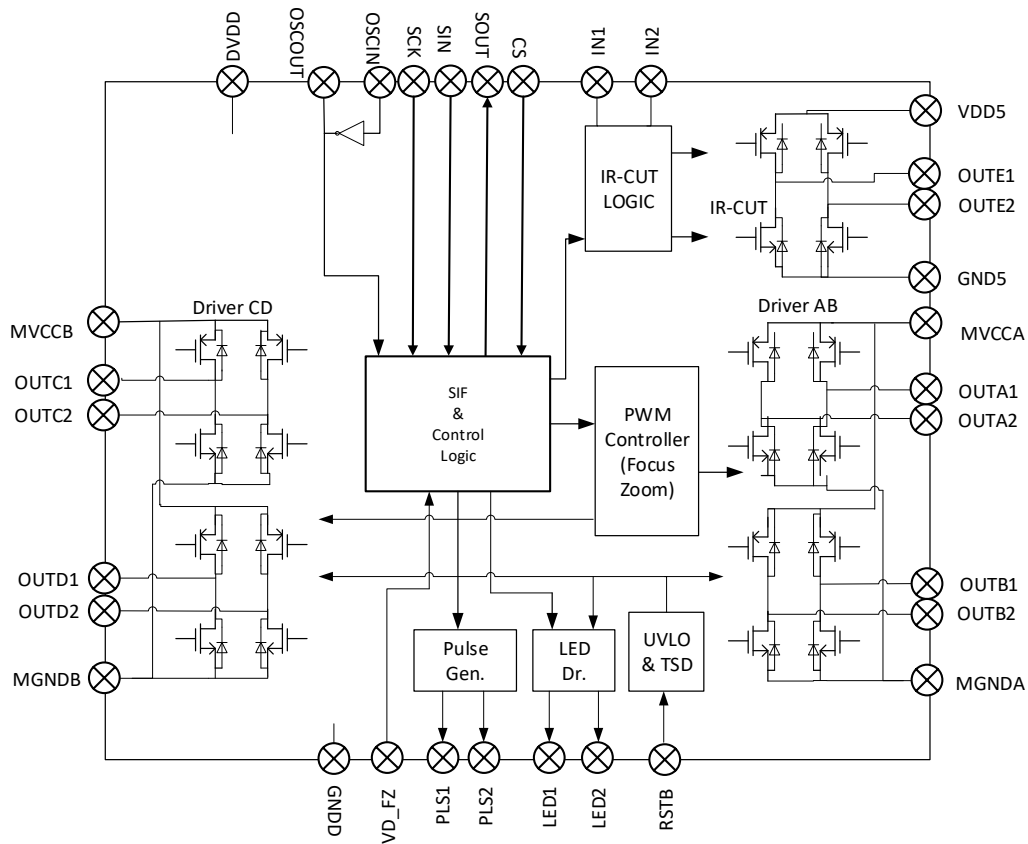 DVDD
OSCOUT
OSCIN
SCK
SIN
SOUT
CS
IN1
IN2
VDD5
IR-CUT
LOGIC
OUTE1
IR-CUT
OUTE2
GND5
Driver CD
Driver AB
MVCCB
MVCCA
OUTC1
OUTC2
SIF
&
Control
Logic
PWM
Controller
(Focus
Zoom)
OUTA1
OUTA2
OUTD1
OUTD2
OUTB1
OUTB2
Pulse
Gen.
LED
Dr.
UVLO
& TSD
MGNDB
MGNDA
GNDD
VD_FZ
PLS1
PLS2
LED1
LED2
RSTB